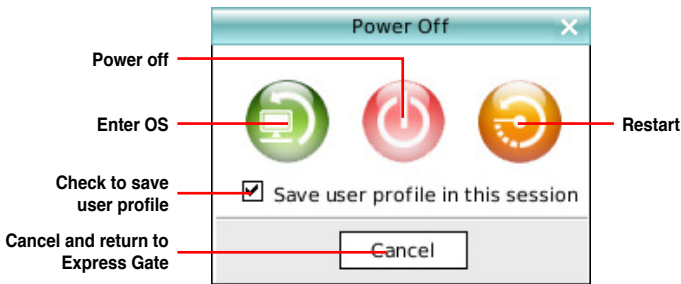 Power Off
Power off
Enter OS
Restart
Check to save
user profile
Save user profile in this session
Cancel and return to
Express Gate
Cancel